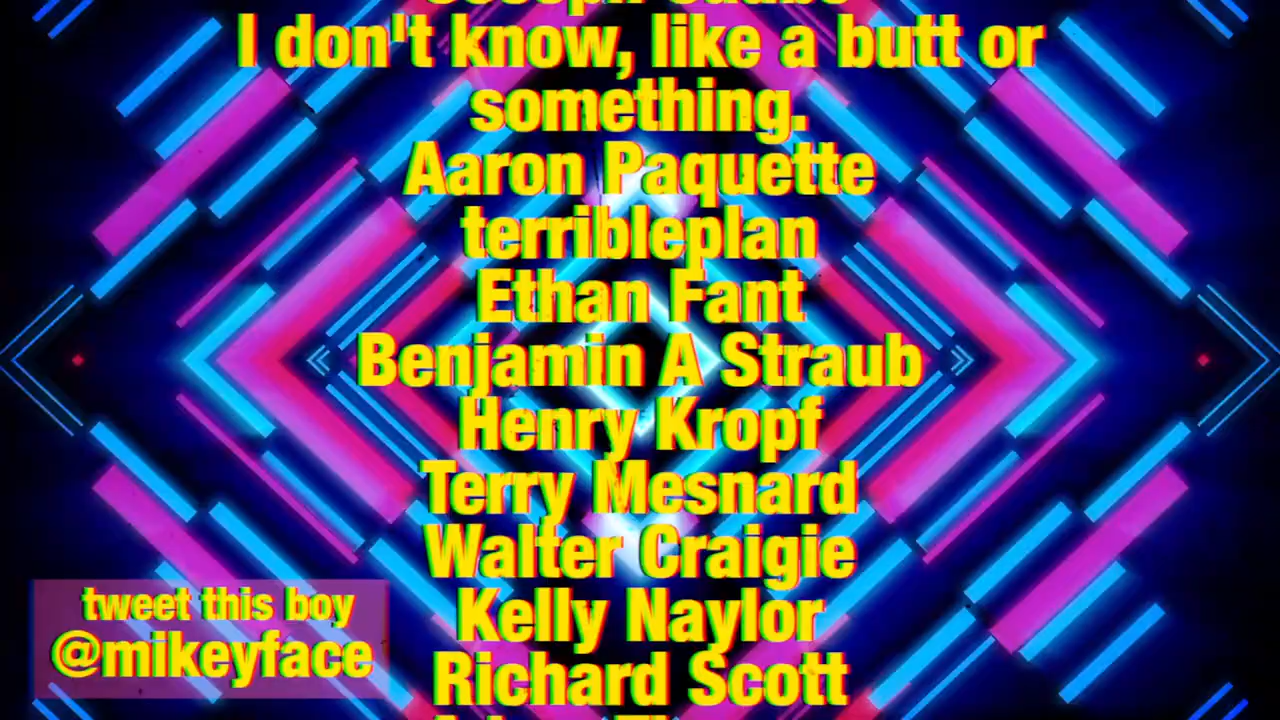 I don't know, like a butt or
something.
Aaron Paquette
terribleplan
Ethan Fant
Benjamin A Straub
Henry Kropf
Terry Mesnard
Walter Craigie
Kelly Naylor
Richard Scott
tweet this boy
@mikeyface